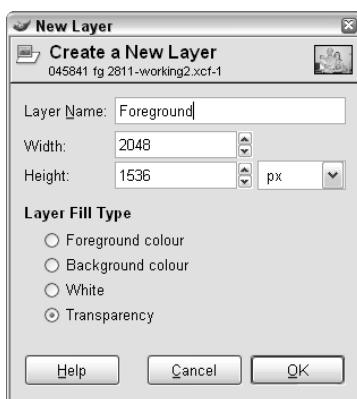 New Layer
Create a New Layer
045841 fg 2811-working2.xcf-1
Layer Name: Foreground
Width: 2048
Height: 1536 px
Layer Fill Type
Foreground colour
Background colour
White
Transparency
Help Cancel OK